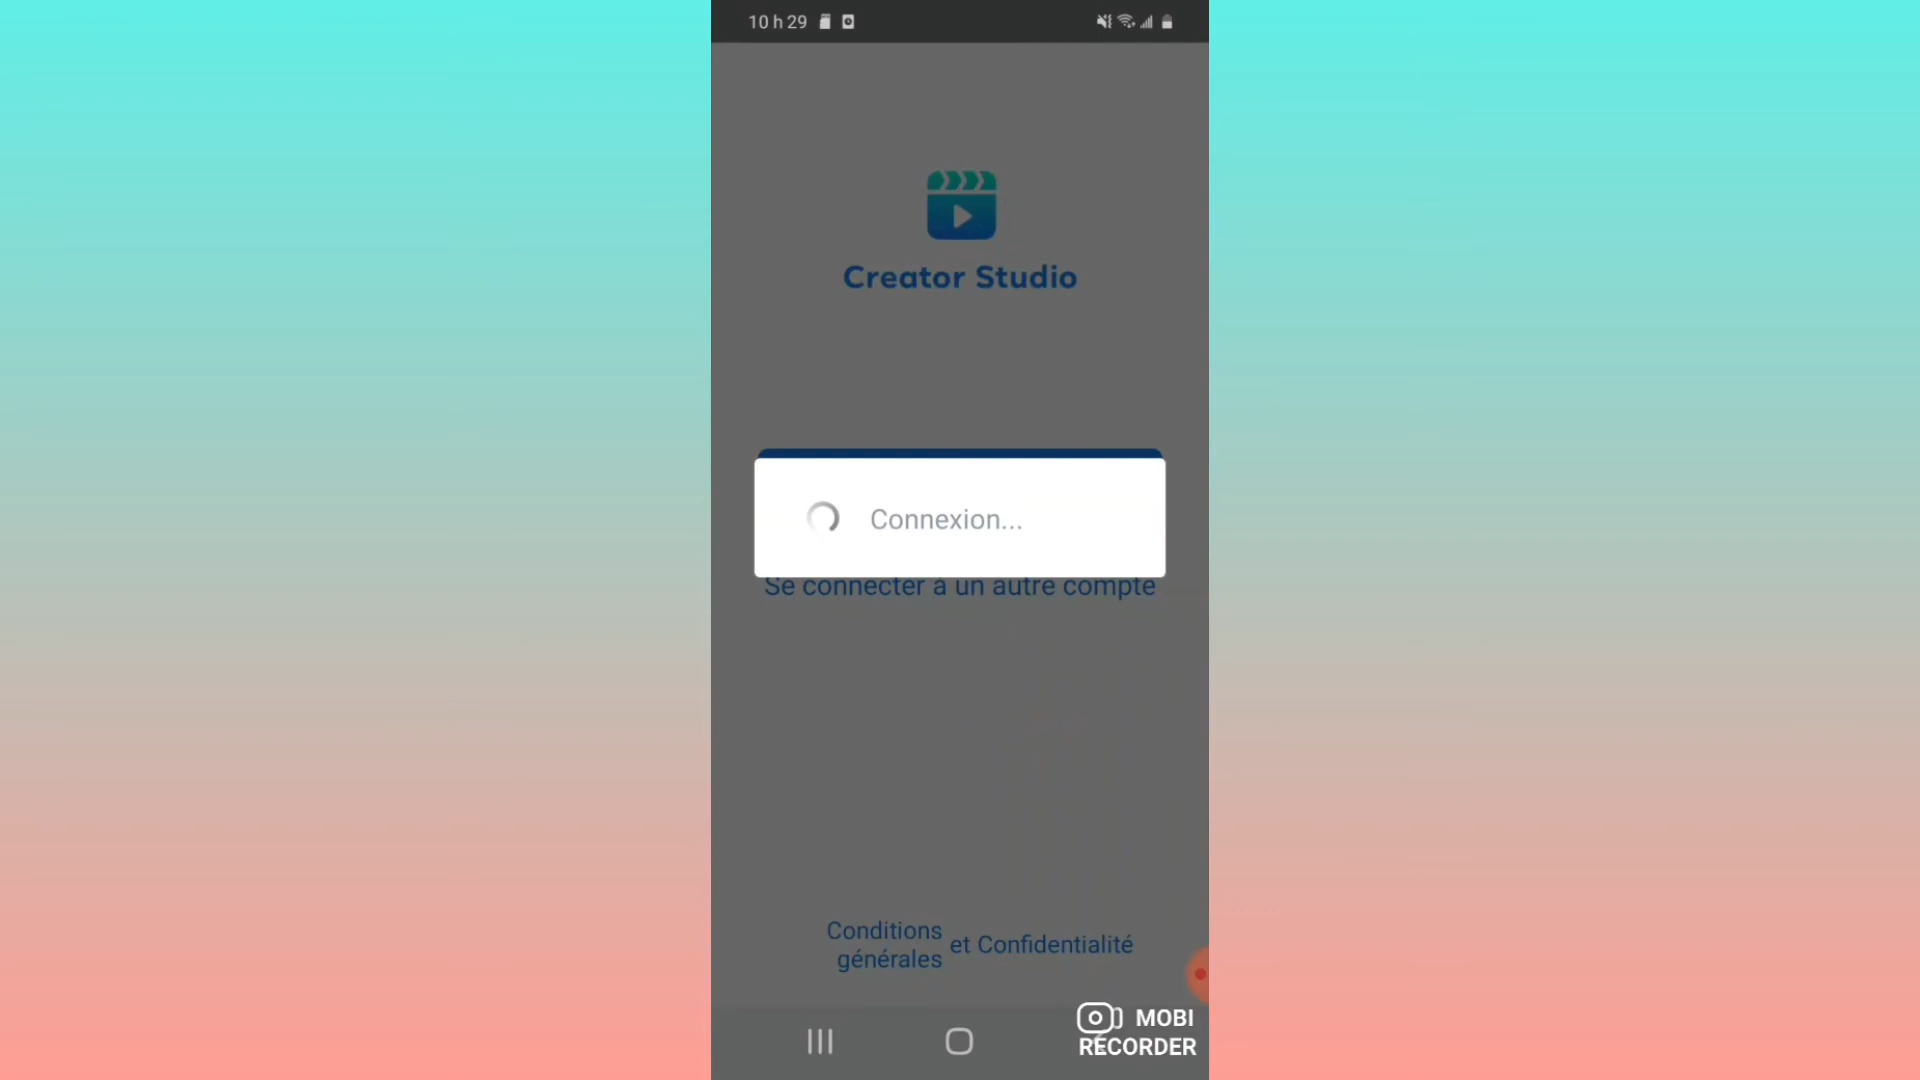 10 h 29
Creator Studio
Connexion...
Se connecter à un autre compte
Conditions
générales
et Confidentialité
MOBI
RECORDER